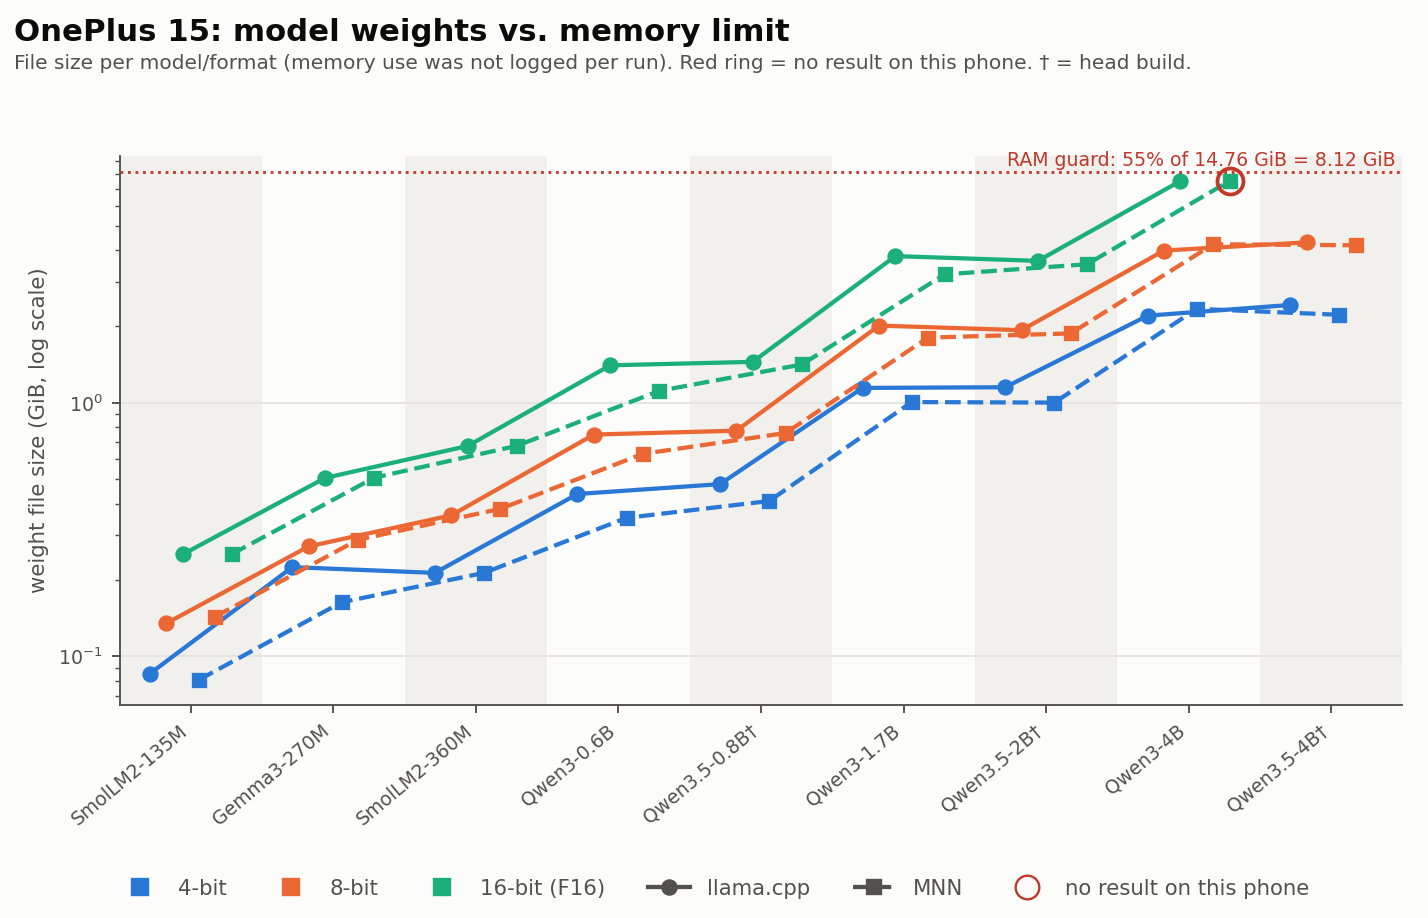 OnePlus 15: model weights vs. memory limit
File size per model/format (memory use was not logged per run). Red ring = no result on this phone. † = head build.
RAM guard: 55% of 14.76 GiB = 8.12 GiB
weight file size (GiB, log scale)
10⁰
10⁻¹
SmolLM2-135M
Gemma3-270M
SmolLM2-360M
Qwen3-0.6B
Qwen3.5-0.8B†
Qwen3-1.7B
Qwen3.5-2B†
Qwen3-4B
Qwen3.5-4B†
4-bit
8-bit
16-bit (F16)
llama.cpp
MNN
no result on this phone